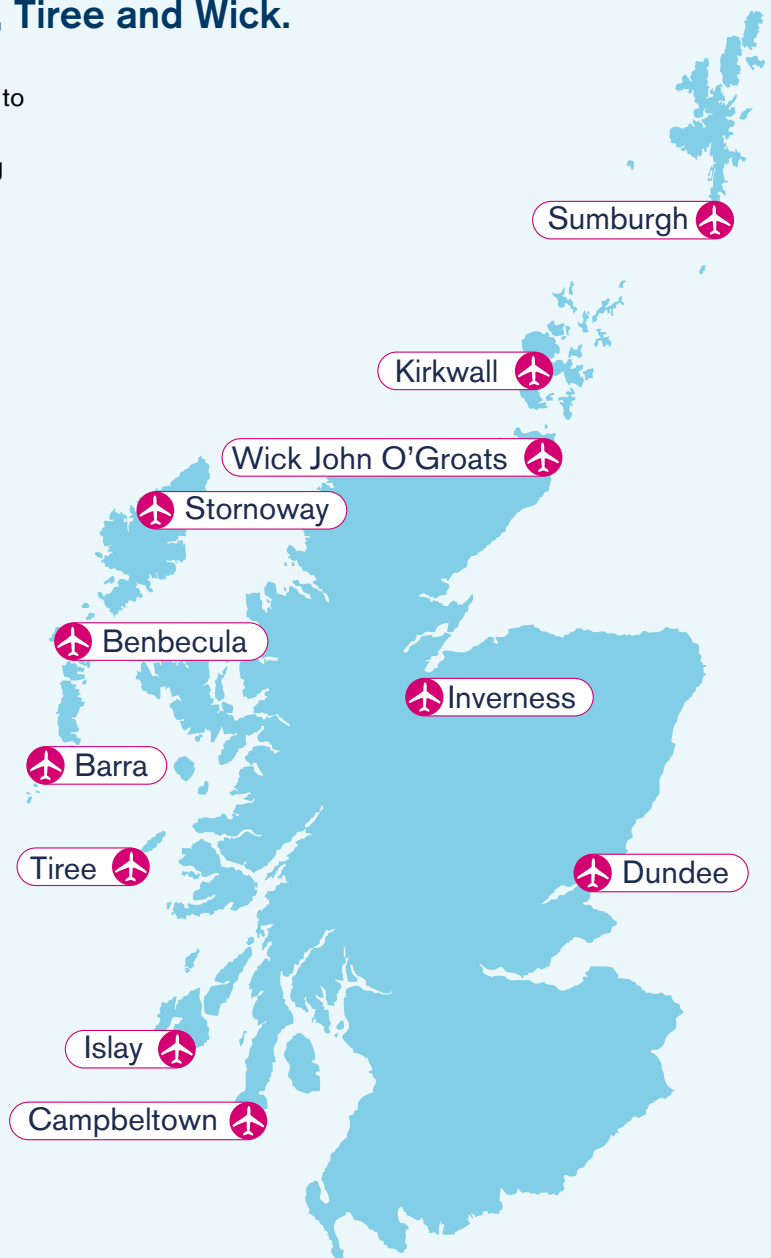 , Tiree and Wick.
to
g
Sumburgh
Kirkwall
Wick John O'Groats
Stornoway
Benbecula
Inverness
Barra
Tiree
Dundee
Islay
Campbeltown